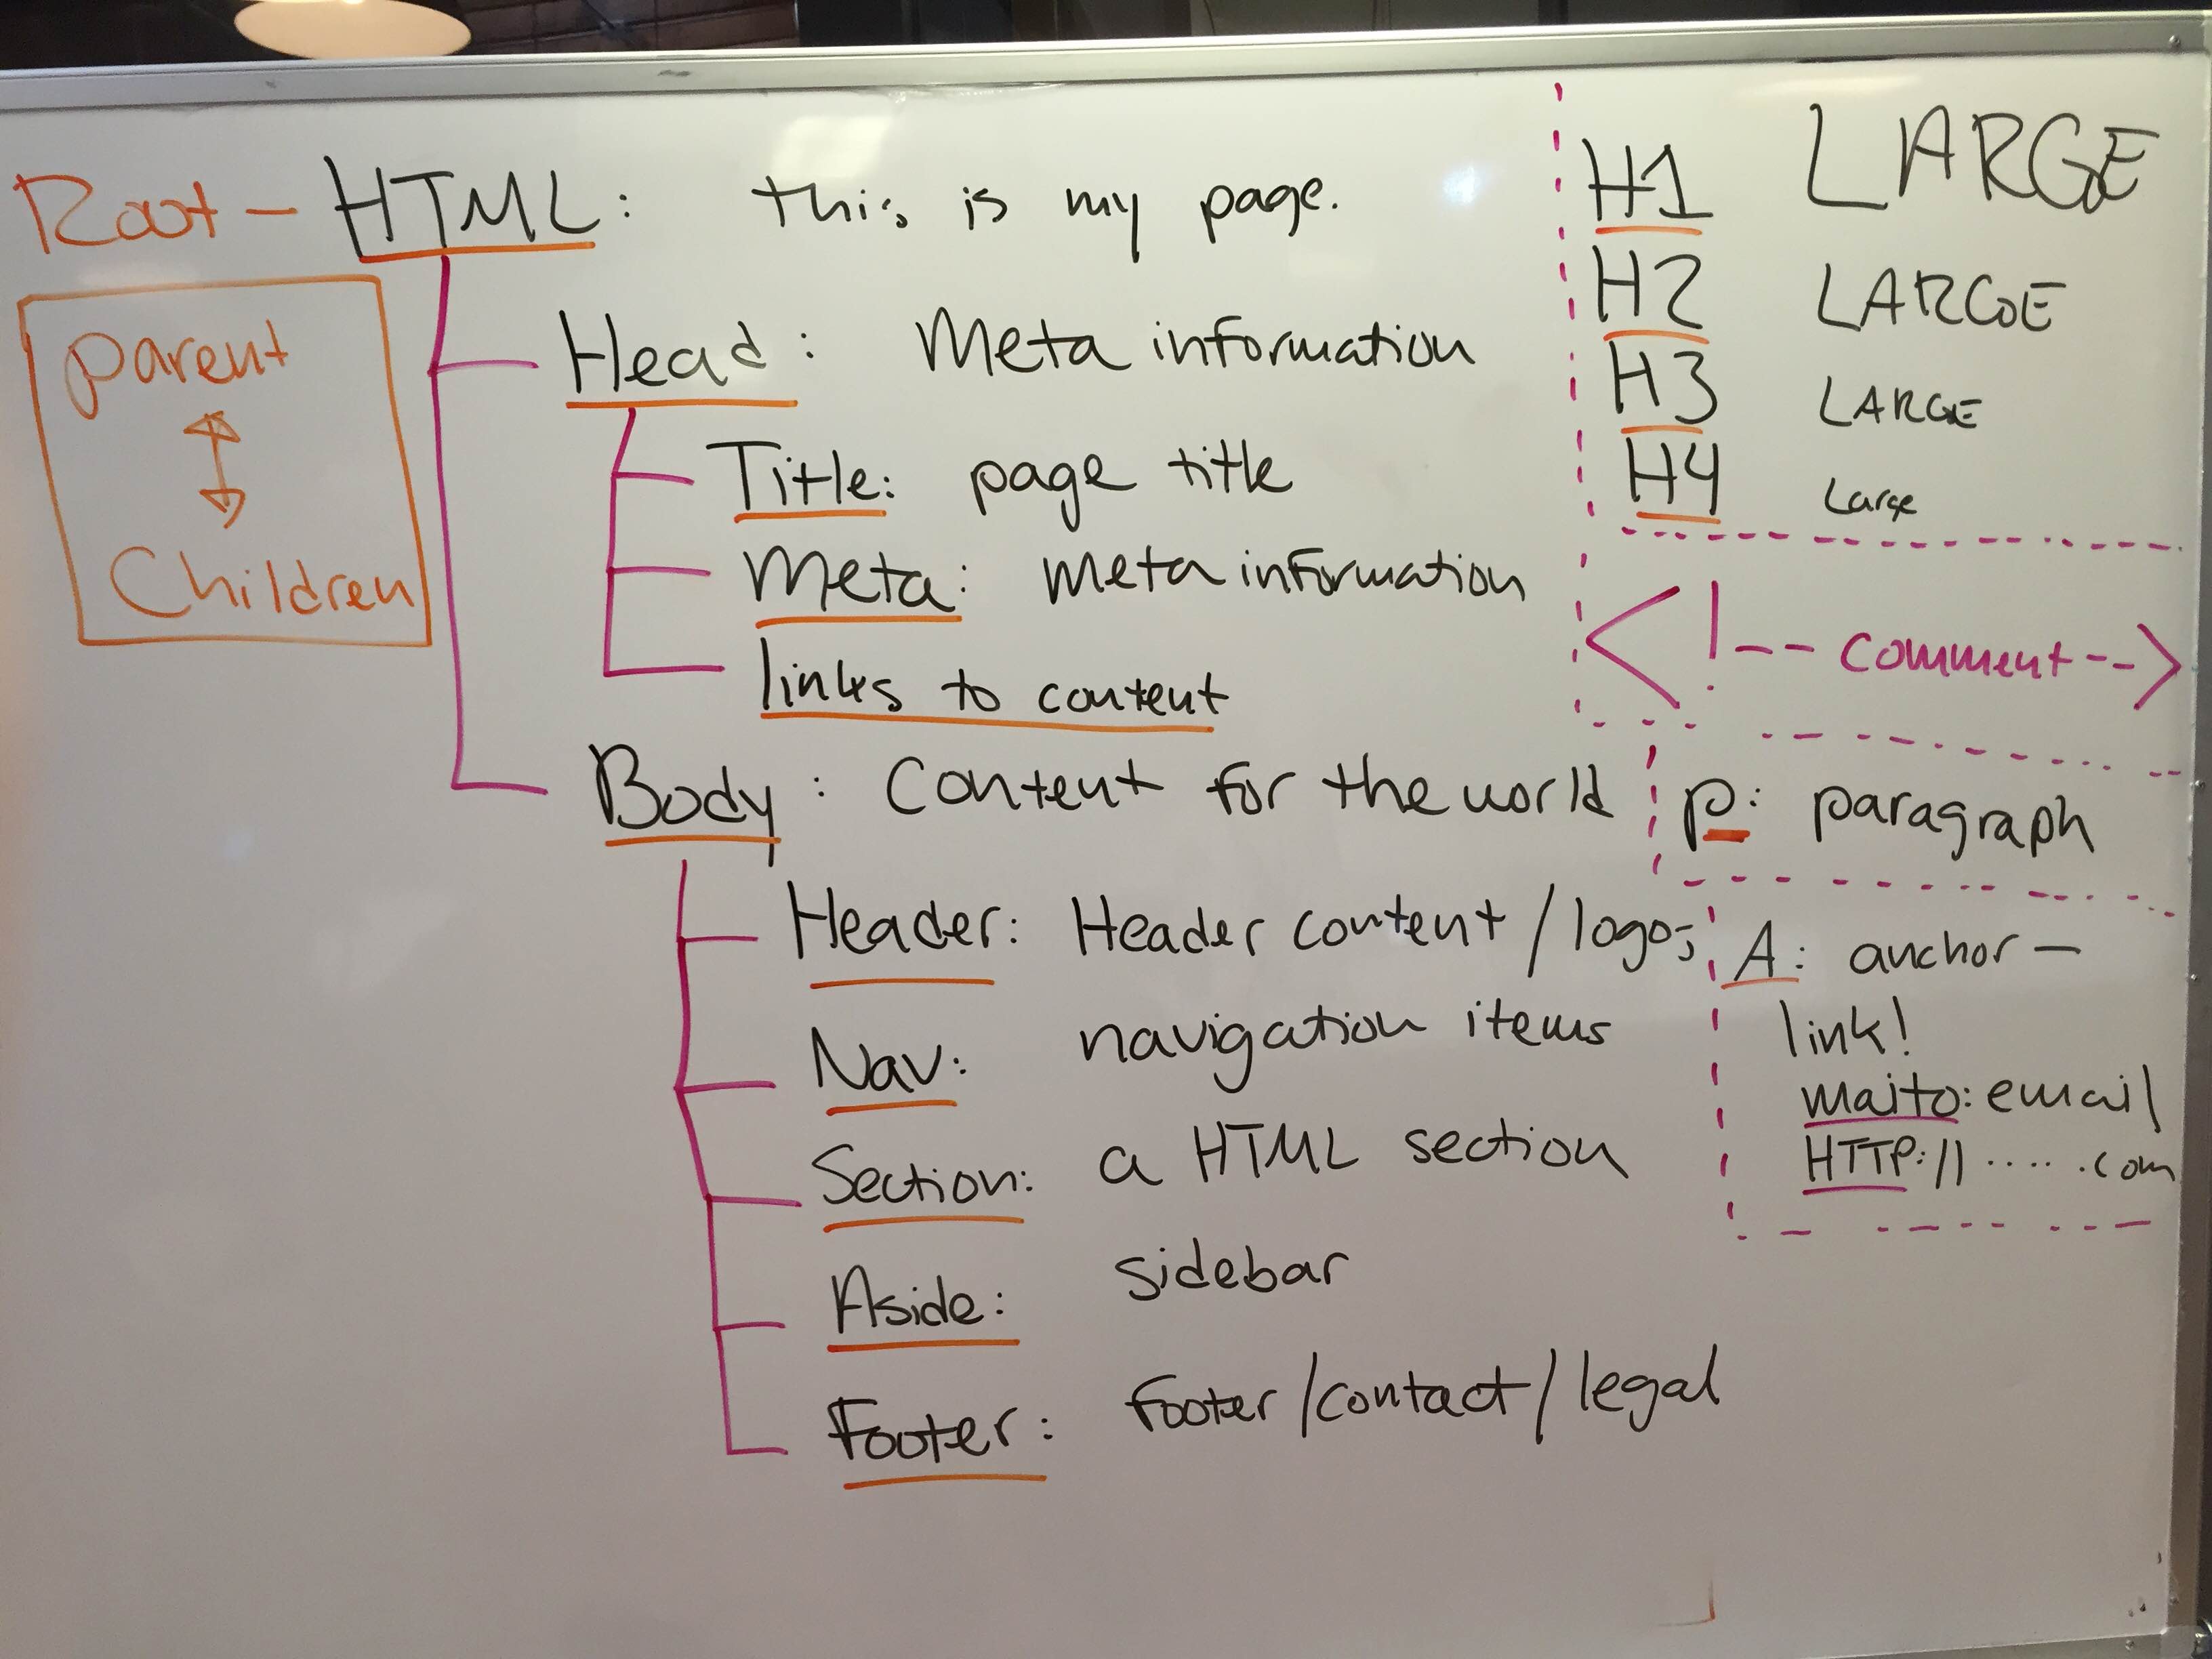 Root - HTML: this is my page.
parent
Children
Head: Meta information
Title: page title
Meta: Meta information
links to content
Body: Content for the world
Header: Header content/logos
Nav: navigation items
Section: a HTML section
Aside: sidebar
Footer: Footer/contact/legal
H1 LARGE
H2 LARGE
H3 LARGE
H4 Large
<!-- comment -->
p: paragraph
A: anchor -
link!
maito: email
HTTP://......com